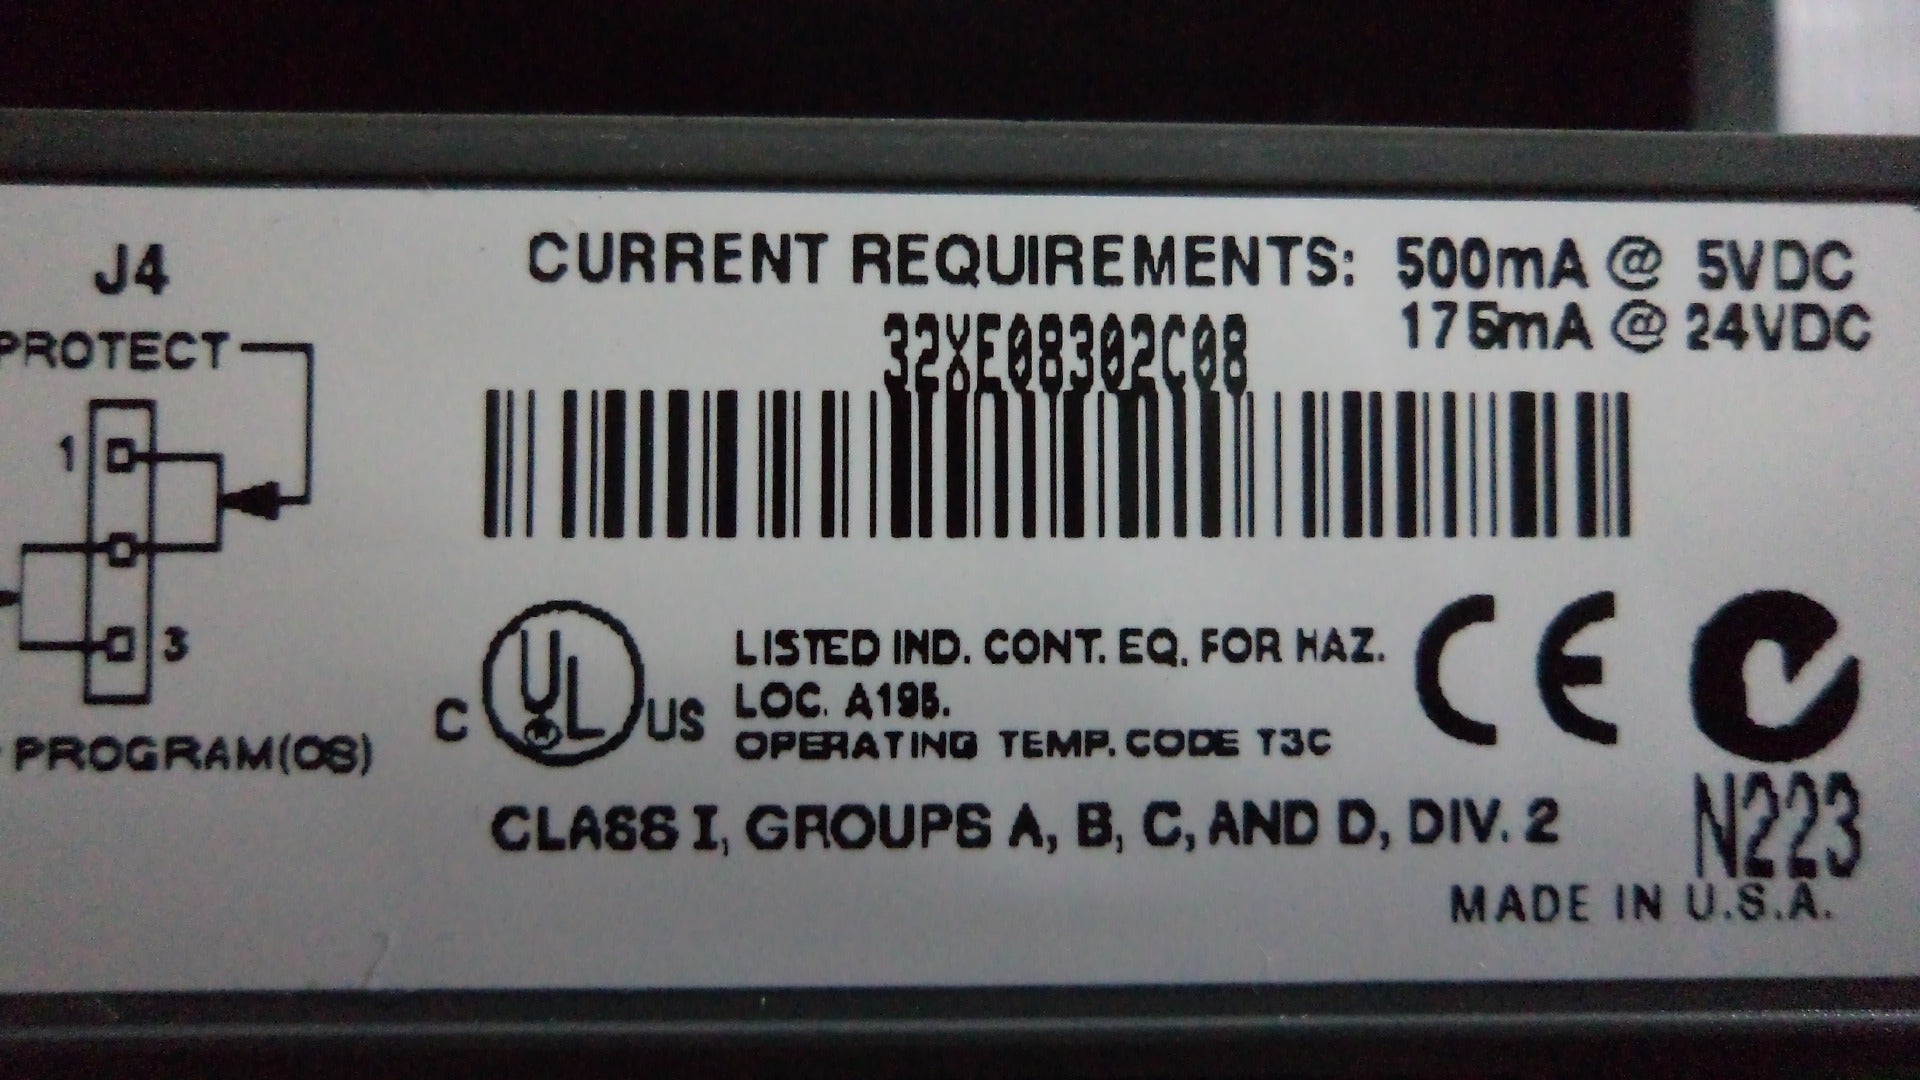 J4
CURRENT REQUIREMENTS: 500mA @ 5VDC
175mA @ 24VDC
PROTECT
32XE08302C08
1
3
PROGRAM(OS)
C UL US
LISTED IND. CONT. EQ. FOR HAZ.
LOC. A196.
OPERATING TEMP. CODE T3C
CE
N223
CLASS I, GROUPS A, B, C, AND D, DIV. 2
MADE IN U.S.A.